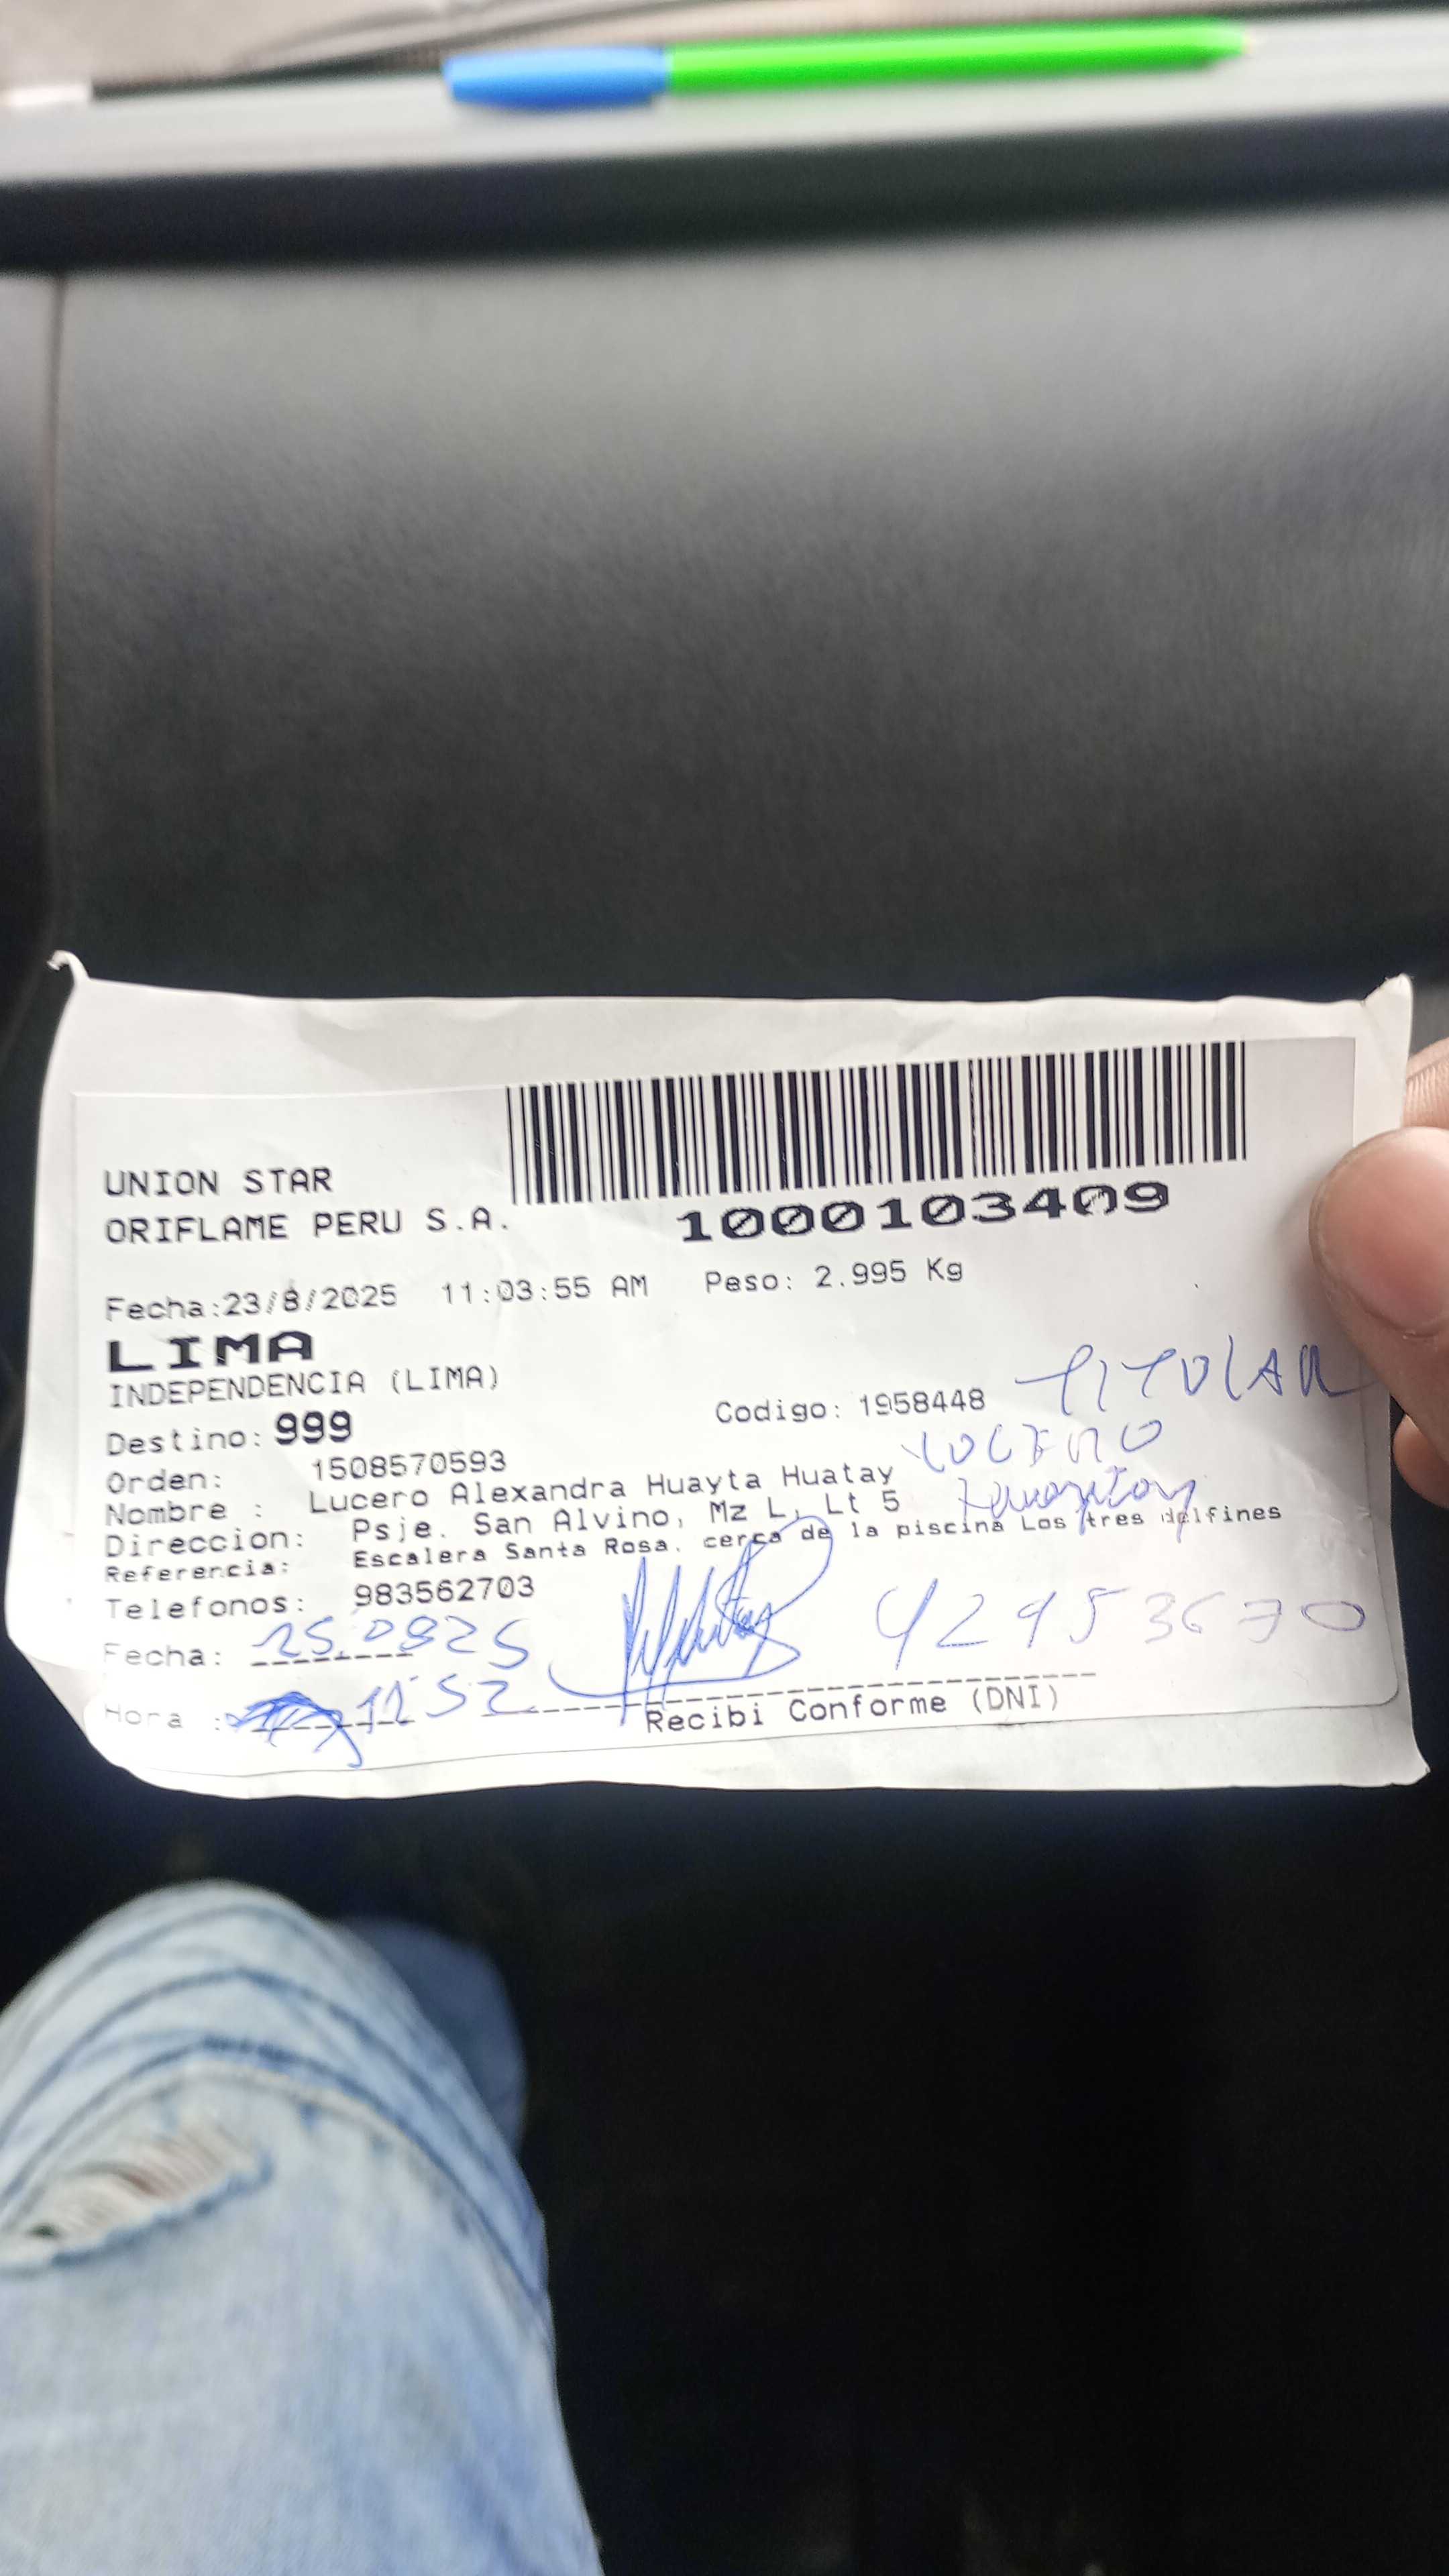 UNION STAR
ORIFLAME PERU S.A.
1000103409
Fecha:23/8/2025 11:03:55 AM Peso: 2.995 Kg
LIMA
INDEPENDENCIA (LIMA)
TITULAR
Destino: 999 Codigo: 1958448
LUCERO
Orden: 1508570593
Nombre : Lucero Alexandra Huayta Huatay
Direccion: Psje. San Alvino, Mz L, Lt 5
Referencia: Escalera Santa Rosa. cerca de la piscina Los tres delfines
Telefonos: 983562703
Fecha: 25.0825
42953670
Hora : 11 52
Recibi Conforme (DNI)